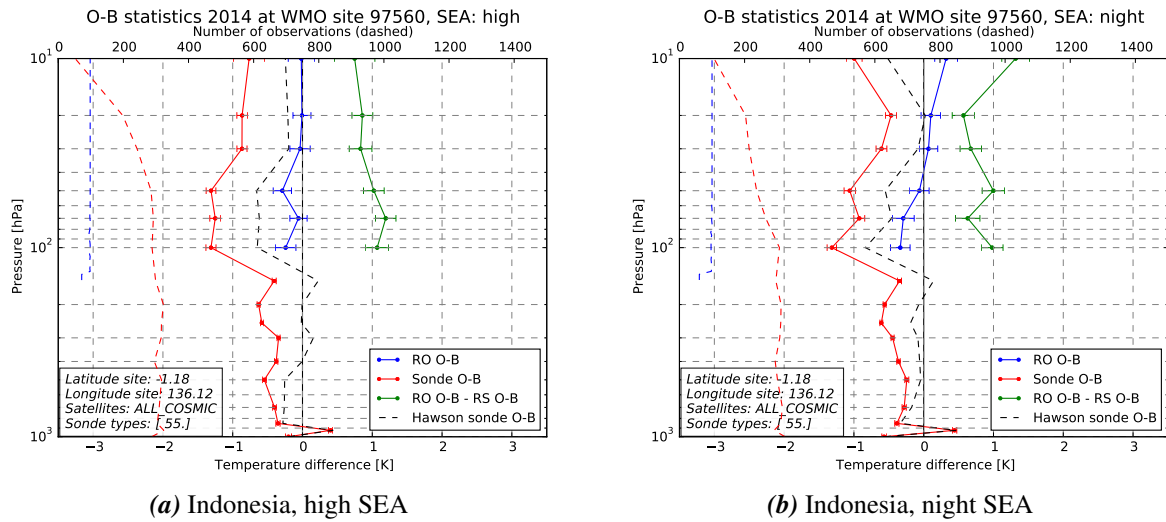 O-B statistics 2014 at WMO site 97560, SEA: high
Number of observations (dashed)
0 200 400 600 800 1000 1200 1400
10¹
10²
10³
Pressure [hPa]
Latitude site: -1.18
Longitude site: 136.12
Satellites: ALL_COSMIC
Sonde types: [ 55.]
RO O-B
Sonde O-B
RO O-B - RS O-B
Hawson sonde O-B
−3 −2 −1 0 1 2 3
Temperature difference [K]
(a) Indonesia, high SEA
O-B statistics 2014 at WMO site 97560, SEA: night
Number of observations (dashed)
0 200 400 600 800 1000 1200 1400
10¹
10²
10³
Pressure [hPa]
Latitude site: -1.18
Longitude site: 136.12
Satellites: ALL_COSMIC
Sonde types: [ 55.]
RO O-B
Sonde O-B
RO O-B - RS O-B
Hawson sonde O-B
−3 −2 −1 0 1 2 3
Temperature difference [K]
(b) Indonesia, night SEA